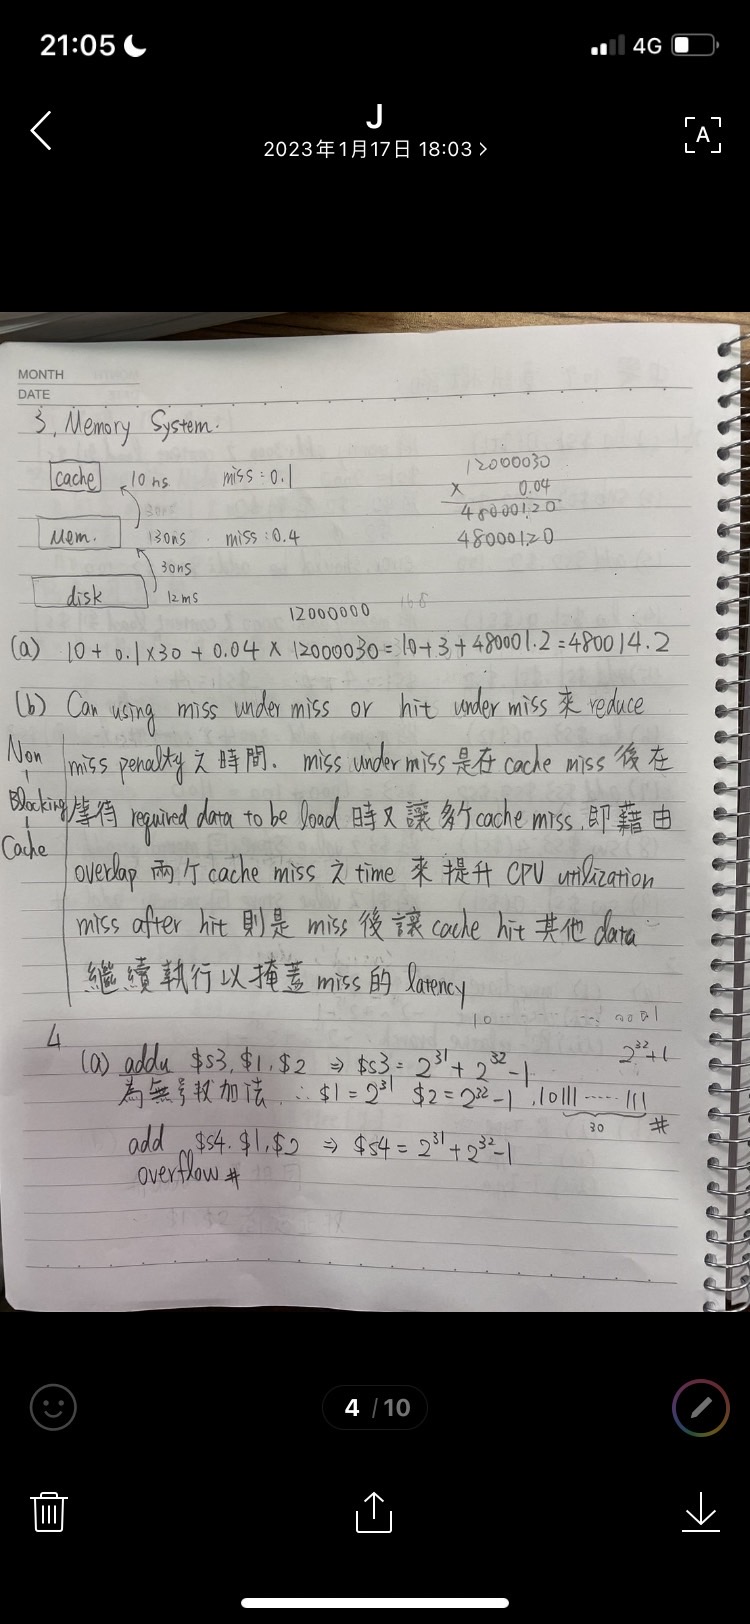 21:05
4G
J
2023年1月17日 18:03 >
A
MONTH
DATE
3. Memory System.
cache 10 ns miss : 0.1
12000030
× 0.04
480001.20
48000120
30ns
Mem. 130ns miss : 0.4
30ns
disk 12ms
12000000
(a) 10 + 0.1×30 + 0.04 × 12000030 = 10+3+480001.2 = 480014.2
(b) Can using miss under miss or hit under miss 來 reduce
miss penalty 之時間. miss under miss 是在 cache miss 後在
等待 required data to be load 時又讓多个 cache miss, 即藉由
overlap 兩个 cache miss 之 time 來提升 CPU utilization
miss after hit 則是 miss 後讓 cache hit 其他 data
繼續執行以掩蓋 miss 的 latency
Non
-
Blocking
-
Cache
4
10 ...... 0001
(a) addu $s3, $1, $2 ⇒ $s3 = 2^31 + 2^32 - 1
2^32+1
為無號數加法 ∴ $1 = 2^31 $2 = 2^32 - 1 10111......111
30 #
add $s4. $1, $2 ⇒ $s4 = 2^31 + 2^32 - 1
overflow #
4 / 10